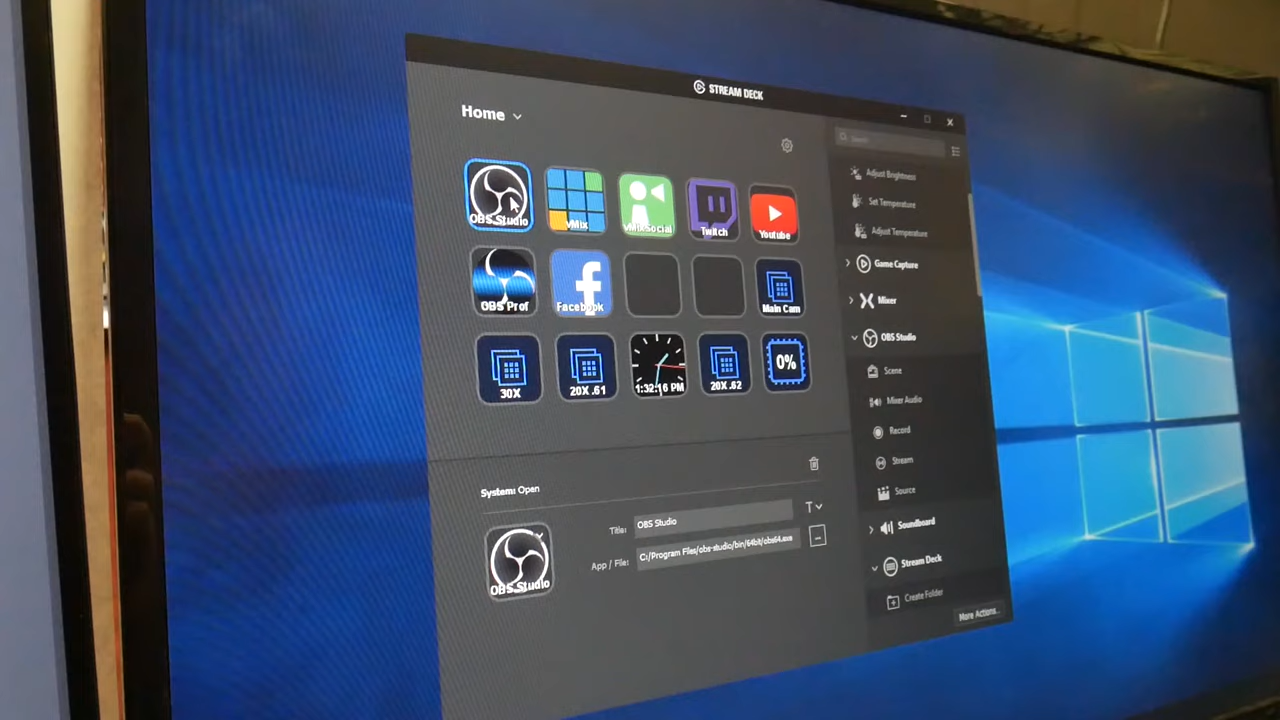 STREAM DECK
Home
OBS Studio
vMix
vMixSocial
Twitch
Youtube
OBS Prof
Facebook
Main Cam
30X
20X .61
1:32:16 PM
20X .62
0%
System: Open
Title:
OBS Studio
T
App / File:
C:/Program Files/obs-studio/bin/64bit/obs64.exe
...
OBS Studio
Search
Adjust Brightness
Set Temperature
Adjust Temperature
Game Capture
Mixer
OBS Studio
Scene
Mixer Audio
Record
Stream
Source
Soundboard
Stream Deck
Create Folder
More Actions...